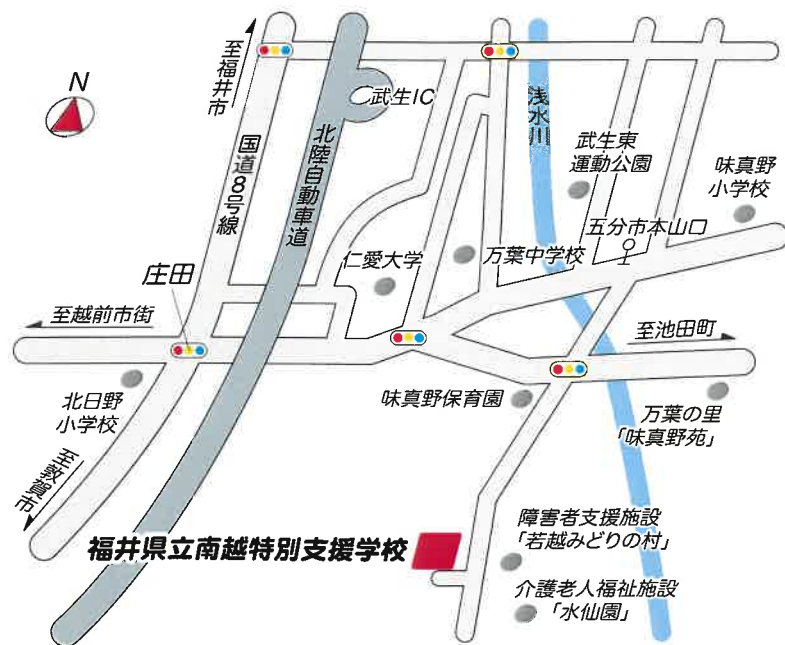 至福井市
N
武生IC
国道8号線
北陸自動車道
浅水川
武生東
運動公園
味真野
小学校
五分市本山口
仁愛大学
万葉中学校
庄田
至越前市街
至池田町
北日野
小学校
味真野保育園
万葉の里
「味真野苑」
至敦賀市
福井県立南越特別支援学校
障害者支援施設
「若越みどりの村」
介護老人福祉施設
「水仙園」